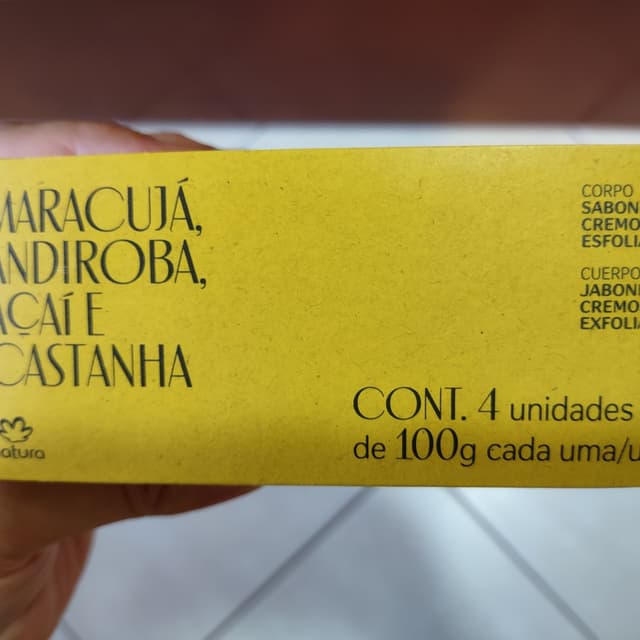 MARACUJÁ,
ANDIROBA,
AÇAÍ E
CASTANHA
natura
CORPO
SABON
CREMO
ESFOLIA
CUERPO
JABON
CREMO
EXFOLIA
CONT. 4 unidades
de 100g cada uma/u